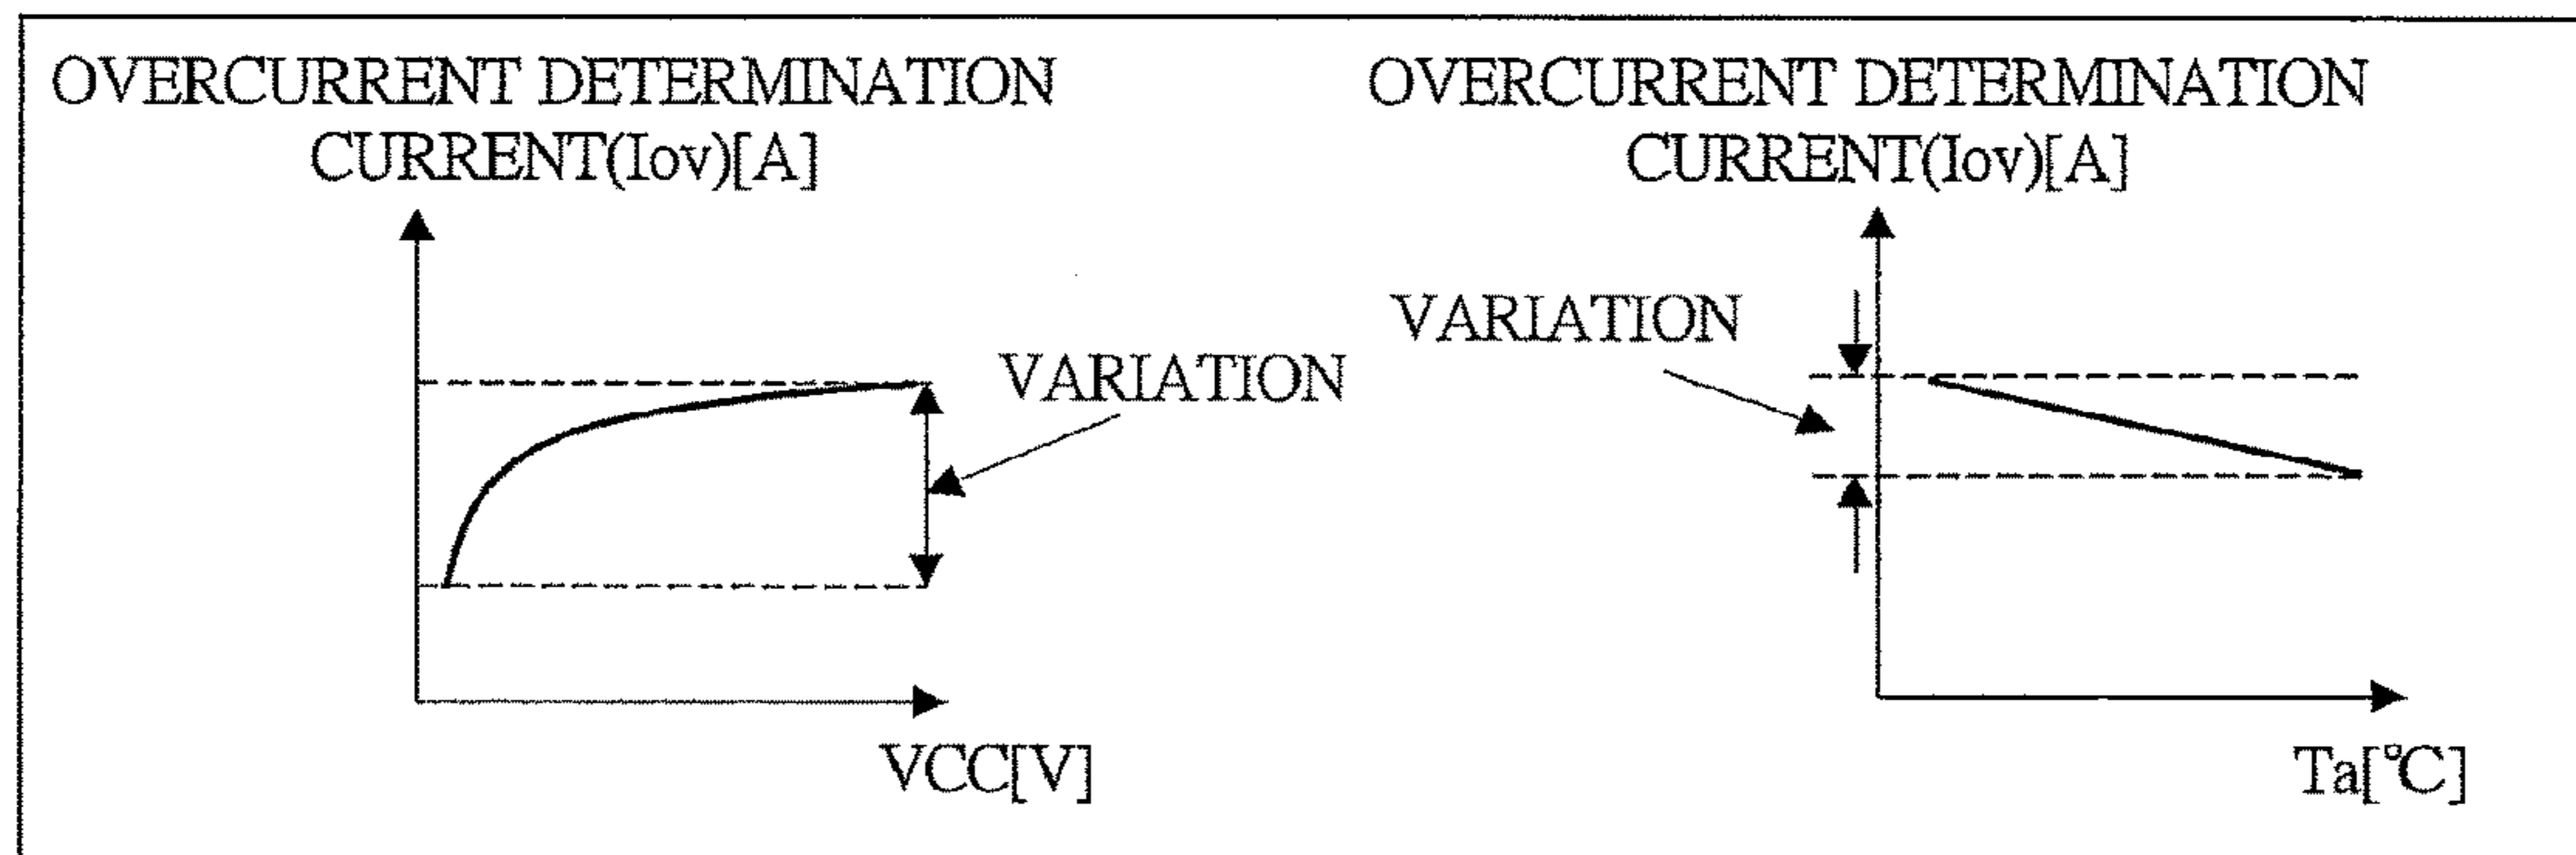 OVERCURRENT DETERMINATION
CURRENT(Iov)[A]
VARIATION
VCC[V]
OVERCURRENT DETERMINATION
CURRENT(Iov)[A]
VARIATION
Ta[℃]